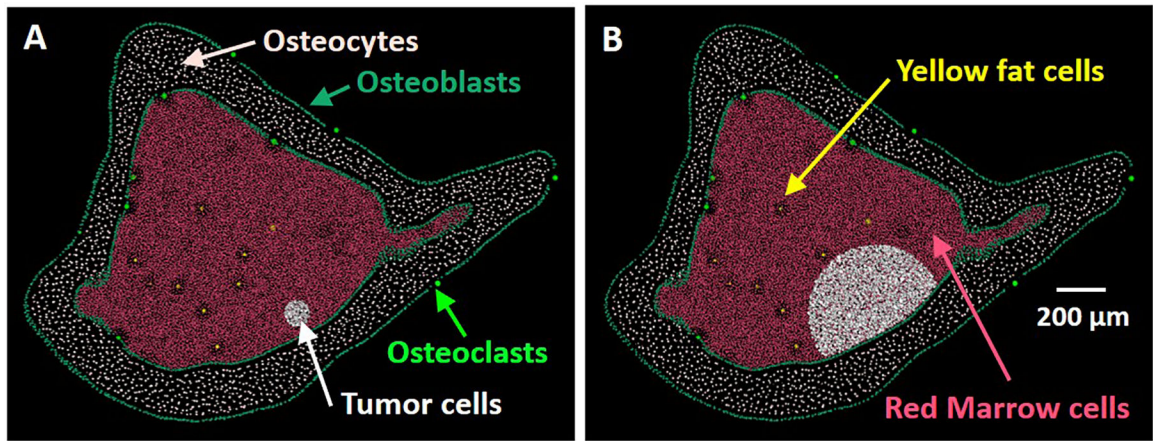 A
Osteocytes
Osteoblasts
Osteoclasts
Tumor cells
B
Yellow fat cells
200 µm
Red Marrow cells